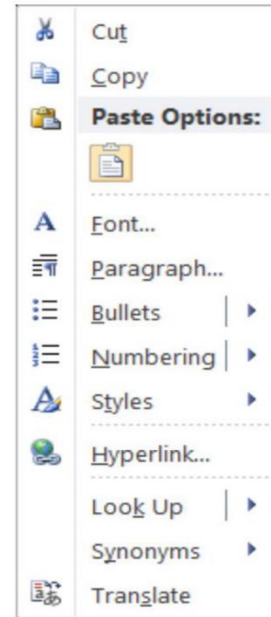 Cut
Copy
Paste Options:
Font...
Paragraph...
Bullets
Numbering
Styles
Hyperlink...
Look Up
Synonyms
Translate